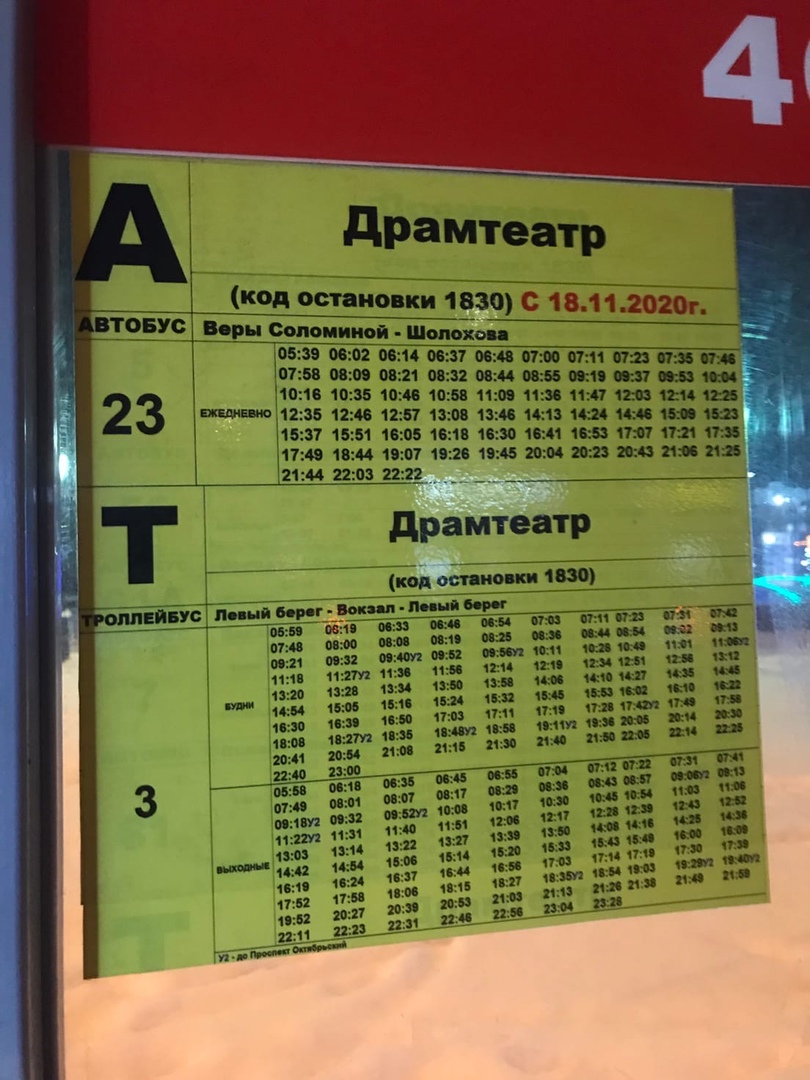 4
А
Драмтеатр
(код остановки 1830) С 18.11.2020г.
АВТОБУС Веры Соломиной - Шолохова
23
ЕЖЕДНЕВНО
05:39 06:02 06:14 06:37 06:48 07:00 07:11 07:23 07:35 07:46
07:58 08:09 08:21 08:32 08:44 08:55 09:19 09:37 09:53 10:04
10:16 10:35 10:46 10:58 11:09 11:36 11:47 12:03 12:14 12:25
12:35 12:46 12:57 13:08 13:46 14:13 14:24 14:46 15:09 15:23
15:37 15:51 16:05 16:18 16:30 16:41 16:53 17:07 17:21 17:35
17:49 18:44 19:07 19:26 19:45 20:04 20:23 20:43 21:06 21:25
21:44 22:03 22:22
Т
Драмтеатр
(код остановки 1830)
ТРОЛЛЕЙБУС Левый берег - Вокзал - Левый берег
3
БУДНИ
05:59 06:19 06:33 06:46 06:54 07:03 07:11 07:23 07:31 07:42
07:48 08:00 08:08 08:19 08:25 08:36 08:44 08:54 09:02 09:13
09:21 09:32 09:40У2 09:52 09:56У2 10:11 10:28 10:49 11:01 11:06У2
11:18 11:27У2 11:36 11:56 12:14 12:19 12:34 12:51 12:56 13:12
13:20 13:28 13:34 13:50 13:58 14:06 14:10 14:27 14:35 14:45
14:54 15:05 15:16 15:24 15:32 15:45 15:53 16:02 16:10 16:22
16:30 16:39 16:50 17:03 17:11 17:19 17:28 17:42У2 17:49 17:58
18:08 18:27У2 18:35 18:48У2 18:58 19:11У2 19:36 20:05 20:14 20:30
20:41 20:54 21:08 21:15 21:30 21:40 21:50 22:05 22:14 22:25
22:40 23:00
ВЫХОДНЫЕ
05:58 06:18 06:35 06:45 06:55 07:04 07:12 07:22 07:31 07:41
07:49 08:01 08:07 08:17 08:29 08:36 08:43 08:57 09:06У2 09:13
09:18У2 09:32 09:52У2 10:08 10:17 10:30 10:45 10:54 11:03 11:06
11:22У2 11:31 11:40 11:51 12:06 12:17 12:28 12:39 12:43 12:52
13:03 13:14 13:22 13:27 13:39 13:50 14:08 14:16 14:25 14:36
14:42 14:54 15:06 15:14 15:20 15:33 15:43 15:49 16:00 16:09
16:19 16:24 16:37 16:44 16:56 17:03 17:14 17:19 17:30 17:39
17:52 17:58 18:06 18:15 18:27 18:35У2 18:54 19:03 19:29У2 19:40У2
19:52 20:27 20:39 20:53 21:03 21:13 21:26 21:38 21:49 21:59
22:11 22:23 22:31 22:46 22:56 23:04 23:28
У2 - до Проспект Октябрьский